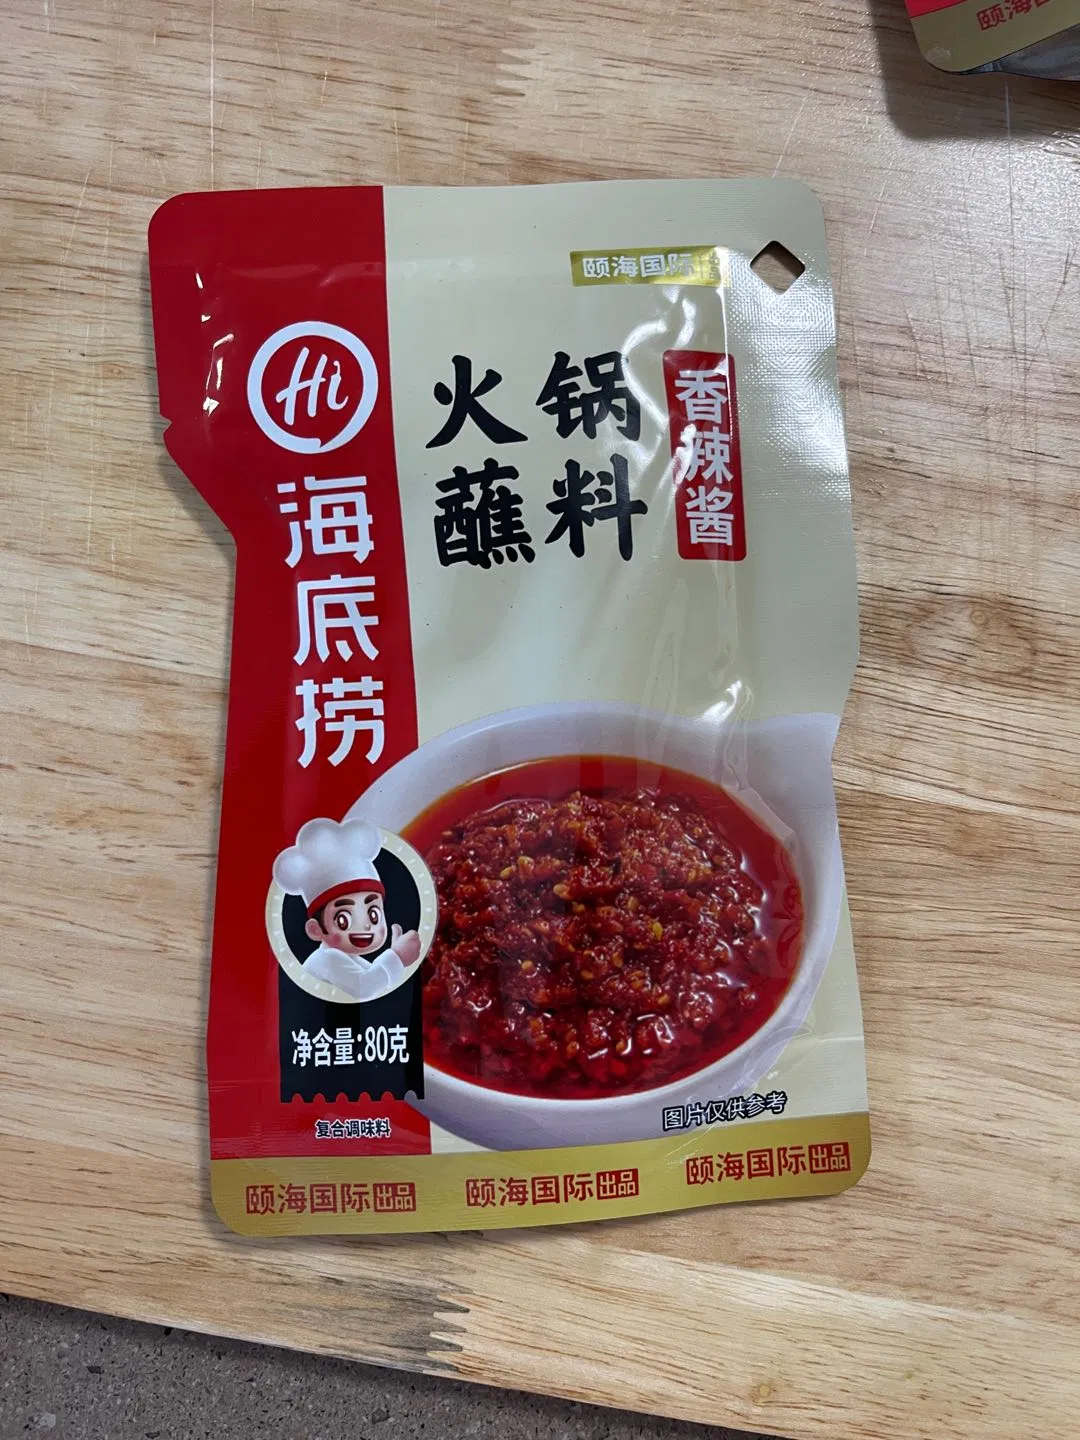 颐海
颐海国际
Hi
海底捞
火锅
蘸料
香辣酱
净含量:80克
复合调味料
图片仅供参考
颐海国际出品 颐海国际出品 颐海国际出品